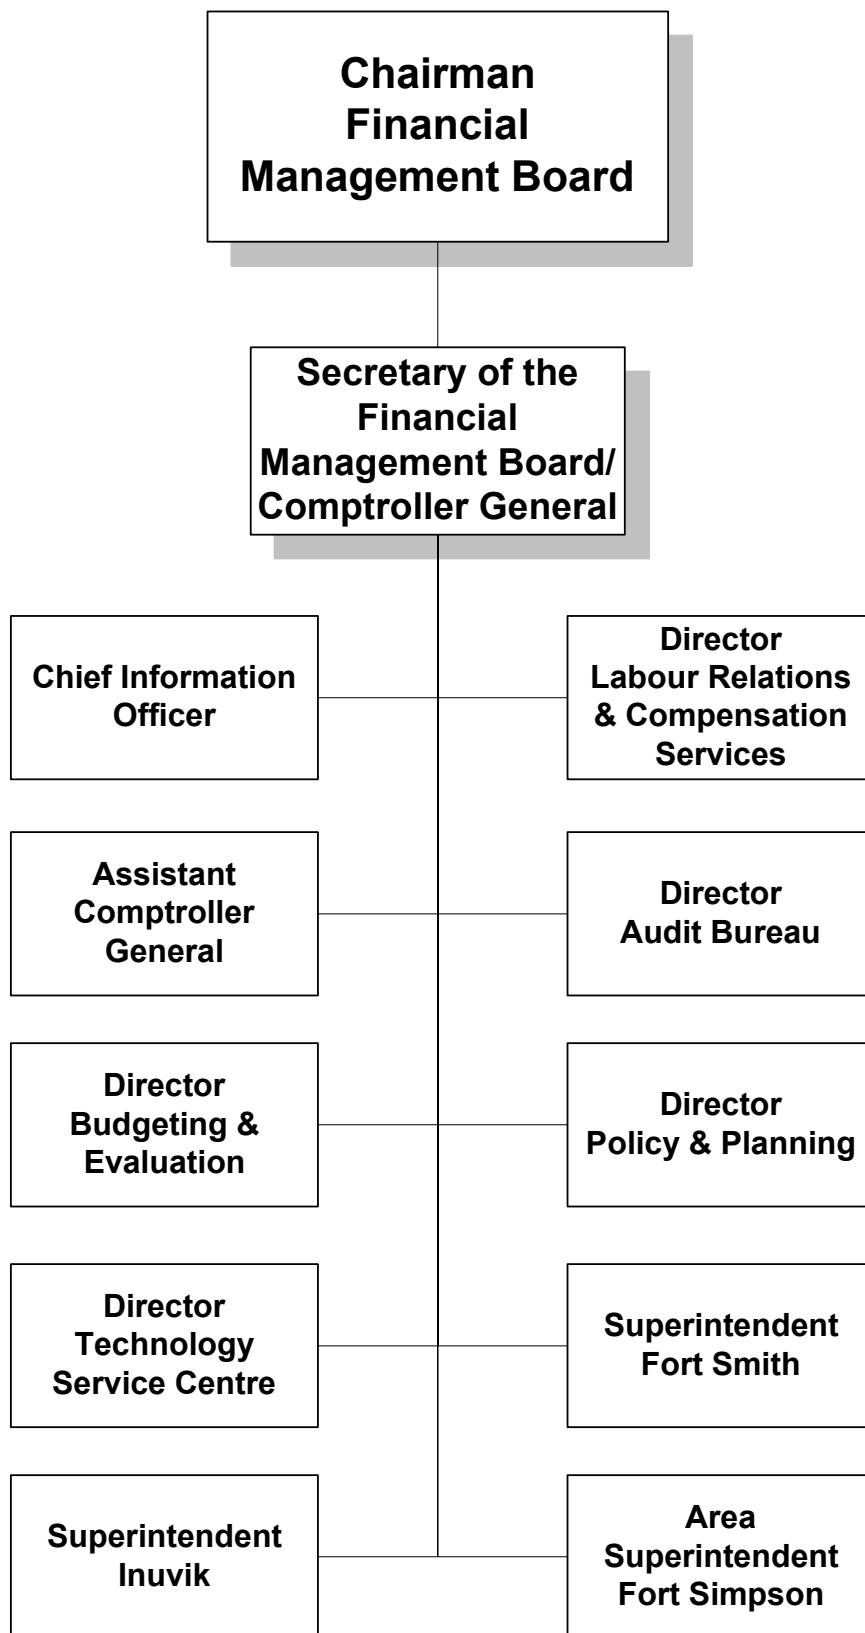 Chairman
Financial
Management Board
Secretary of the
Financial
Management Board/
Comptroller General
Chief Information
Officer
Director
Labour Relations
& Compensation
Services
Assistant
Comptroller
General
Director
Audit Bureau
Director
Budgeting &
Evaluation
Director
Policy & Planning
Director
Technology
Service Centre
Superintendent
Fort Smith
Superintendent
Inuvik
Area
Superintendent
Fort Simpson